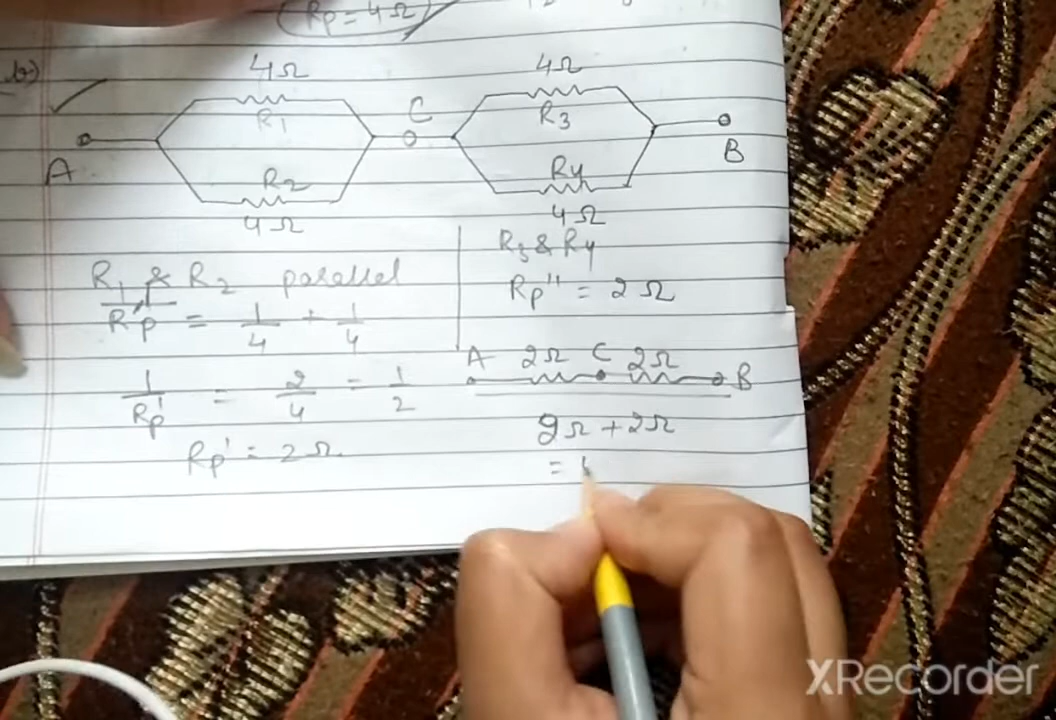 (Rp = 4Ω)
b)
4Ω
4Ω
R1
C
R3
A
B
R2
R4
4Ω
4Ω
R1 & R2 parallel
1/Rp' = 1/4 + 1/4
1/Rp' = 2/4 = 1/2
Rp' = 2Ω
R3 & R4
Rp'' = 2Ω
A 2Ω C 2Ω B
2Ω + 2Ω
=
XRecorder